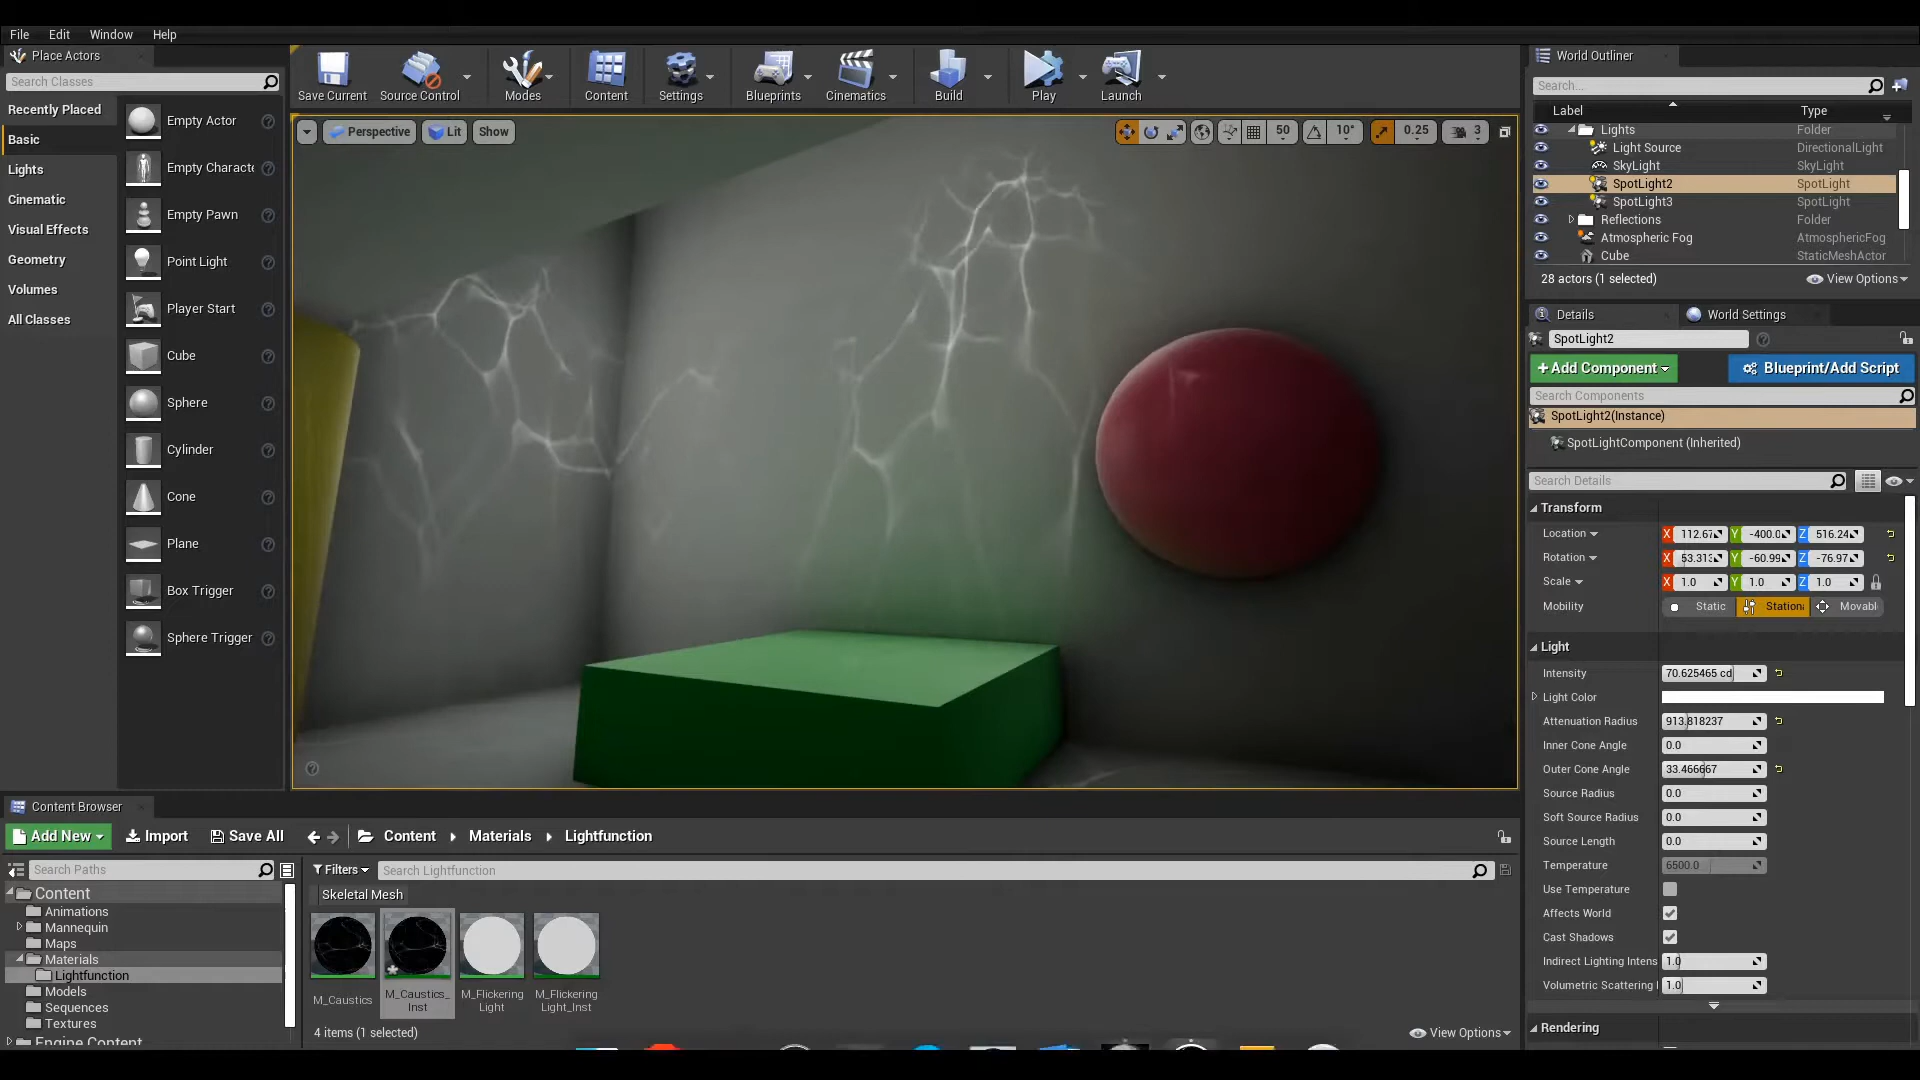 File Edit Window Help
Place Actors
Search Classes
Recently Placed
Basic
Lights
Cinematic
Visual Effects
Geometry
Volumes
All Classes
Empty Actor
Empty Characte
Empty Pawn
Point Light
Player Start
Cube
Sphere
Cylinder
Cone
Plane
Box Trigger
Sphere Trigger
Save Current Source Control Modes Content Settings Blueprints Cinematics Build Play Launch
Perspective Lit Show 50 10° 0.25 3
World Outliner
Search...
Label Type
Lights Folder
Light Source DirectionalLight
SkyLight SkyLight
SpotLight2 SpotLight
SpotLight3 SpotLight
Reflections Folder
Atmospheric Fog AtmosphericFog
Cube StaticMeshActor
28 actors (1 selected) View Options
Details World Settings
SpotLight2
+ Add Component Blueprint/Add Script
Search Components
SpotLight2(Instance)
SpotLightComponent (Inherited)
Search Details
Transform
Location X 112.67 Y -400.0 Z 516.24
Rotation X 53.313 Y -60.99 Z -76.97
Scale X 1.0 Y 1.0 Z 1.0
Mobility Static Stationa Movabl
Light
Intensity 70.625465 cd
Light Color
Attenuation Radius 913.818237
Inner Cone Angle 0.0
Outer Cone Angle 33.466667
Source Radius 0.0
Soft Source Radius 0.0
Source Length 0.0
Temperature 6500.0
Use Temperature
Affects World
Cast Shadows
Indirect Lighting Intens 1.0
Volumetric Scattering I 1.0
Rendering
Content Browser
Add New Import Save All Content Materials Lightfunction
Search Paths
Content
Animations
Mannequin
Maps
Materials
Lightfunction
Models
Sequences
Textures
Engine Content
Filters Search Lightfunction
Skeletal Mesh
M_Caustics
M_Caustics_
Inst
M_Flickering
Light
M_Flickering
Light_Inst
4 items (1 selected) View Options